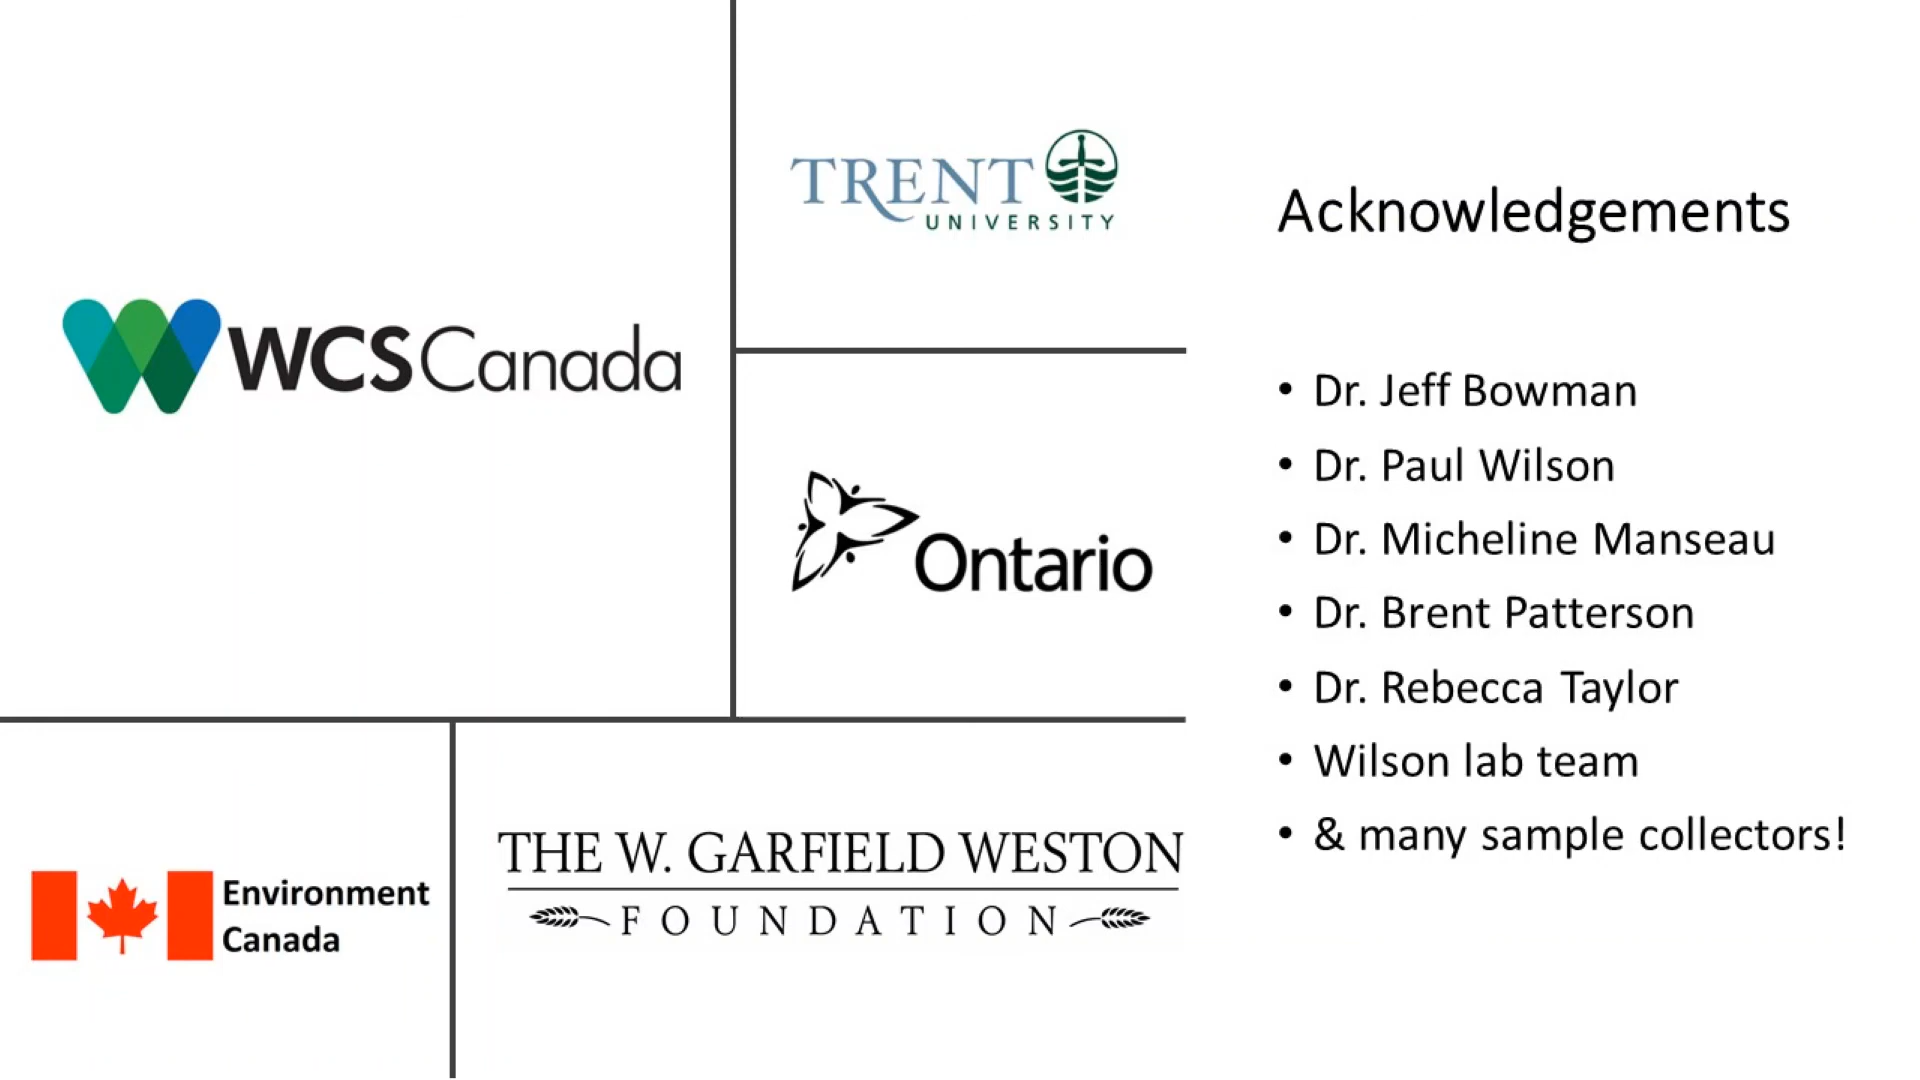 WCS Canada
TRENT
UNIVERSITY
Ontario
Environment
Canada
THE W. GARFIELD WESTON
FOUNDATION
Acknowledgements
• Dr. Jeff Bowman
• Dr. Paul Wilson
• Dr. Micheline Manseau
• Dr. Brent Patterson
• Dr. Rebecca Taylor
• Wilson lab team
• & many sample collectors!